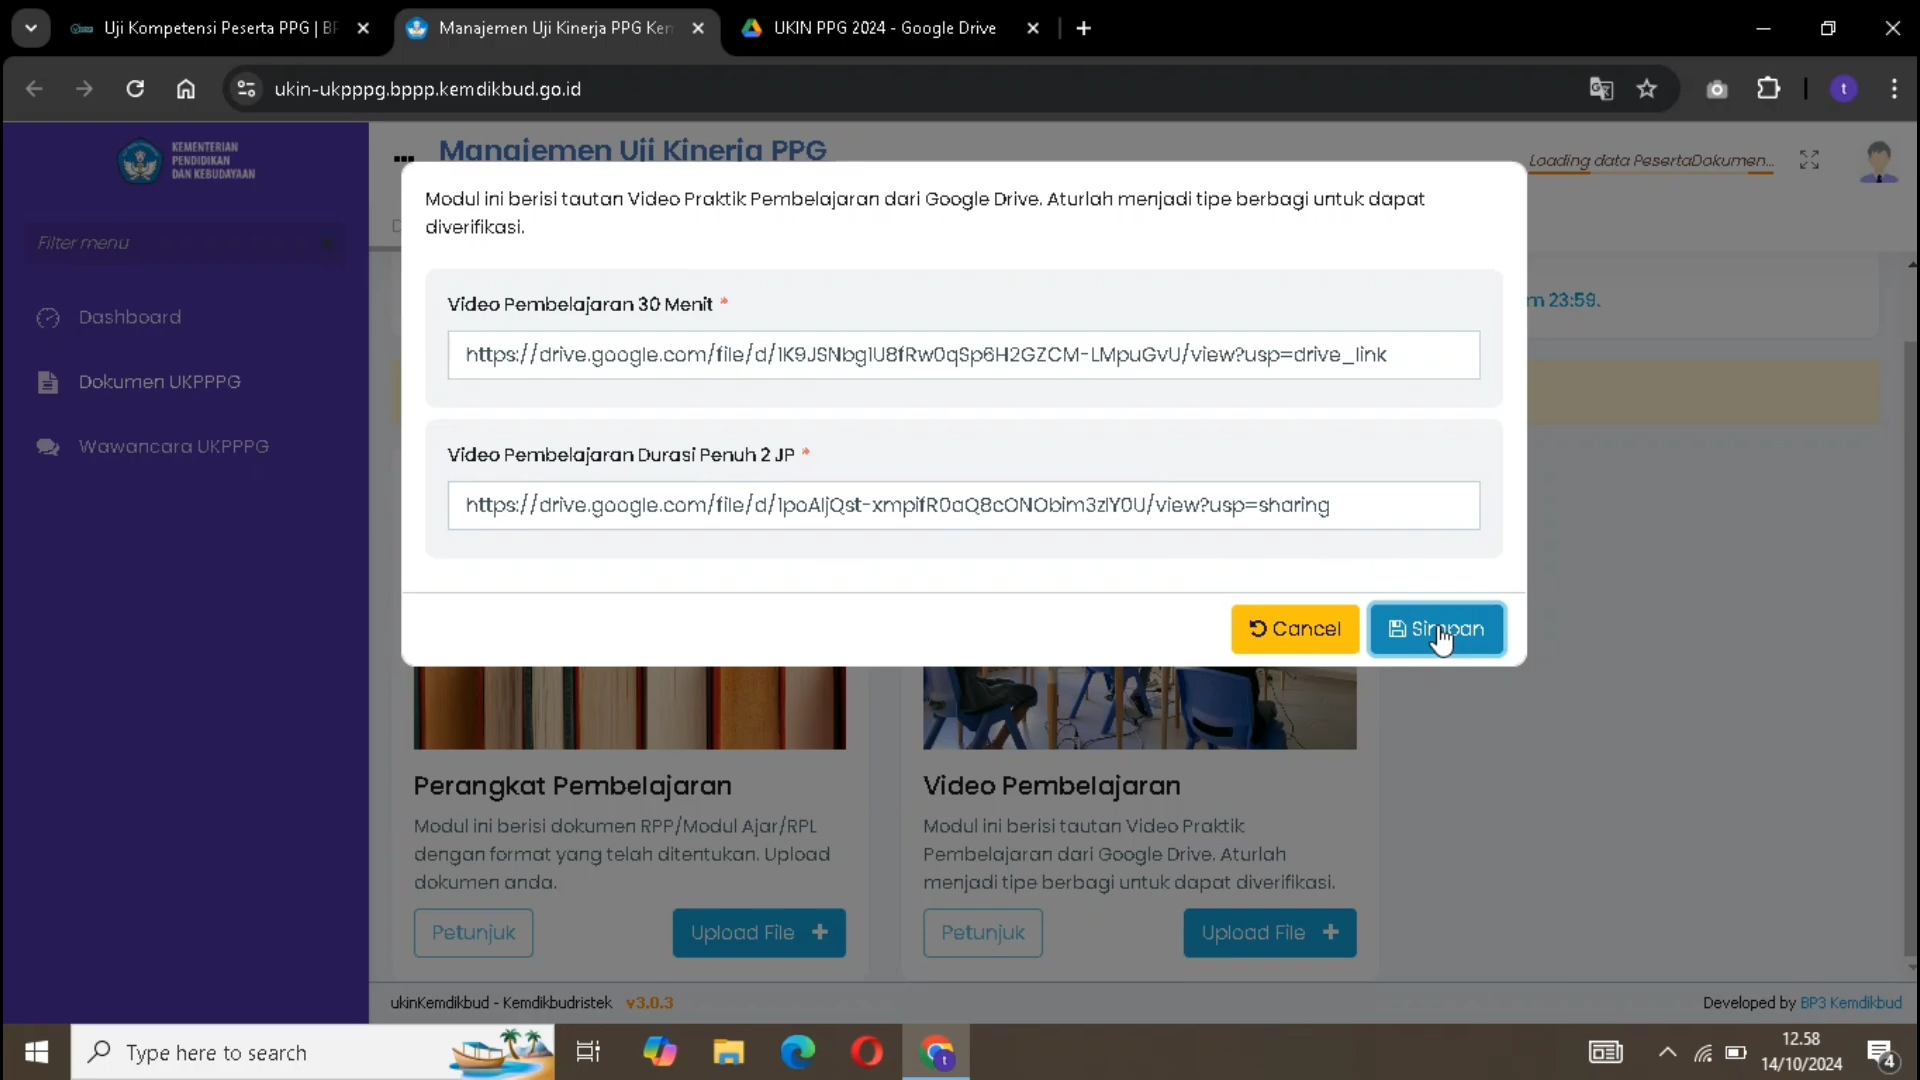 Uji Kompetensi Peserta PPG | BP
Manajemen Uji Kinerja PPG Kem
UKIN PPG 2024 - Google Drive
ukin-ukpppg.bppp.kemdikbud.go.id
t
KEMENTERIAN
PENDIDIKAN
DAN KEBUDAYAAN
Filter menu
Dashboard
Dokumen UKPPPG
Wawancara UKPPPG
Manajemen Uji Kinerja PPG
Loading data PesertaDokumen...
m 23:59.
Modul ini berisi tautan Video Praktik Pembelajaran dari Google Drive. Aturlah menjadi tipe berbagi untuk dapat
diverifikasi.
Video Pembelajaran 30 Menit *
https://drive.google.com/file/d/1K9JSNbg1U8fRw0qSp6H2GZCM-LMpuGvU/view?usp=drive_link
Video Pembelajaran Durasi Penuh 2 JP *
https://drive.google.com/file/d/1poAIjQst-xmpifR0aQ8cONObim3zlY0U/view?usp=sharing
Cancel
Simpan
Perangkat Pembelajaran
Modul ini berisi dokumen RPP/Modul Ajar/RPL
dengan format yang telah ditentukan. Upload
dokumen anda.
Petunjuk
Upload File +
Video Pembelajaran
Modul ini berisi tautan Video Praktik
Pembelajaran dari Google Drive. Aturlah
menjadi tipe berbagi untuk dapat diverifikasi.
Petunjuk
Upload File +
ukinKemdikbud - Kemdikbudristek v3.0.3
Developed by BP3 Kemdikbud
Type here to search
t
12.58
14/10/2024
4